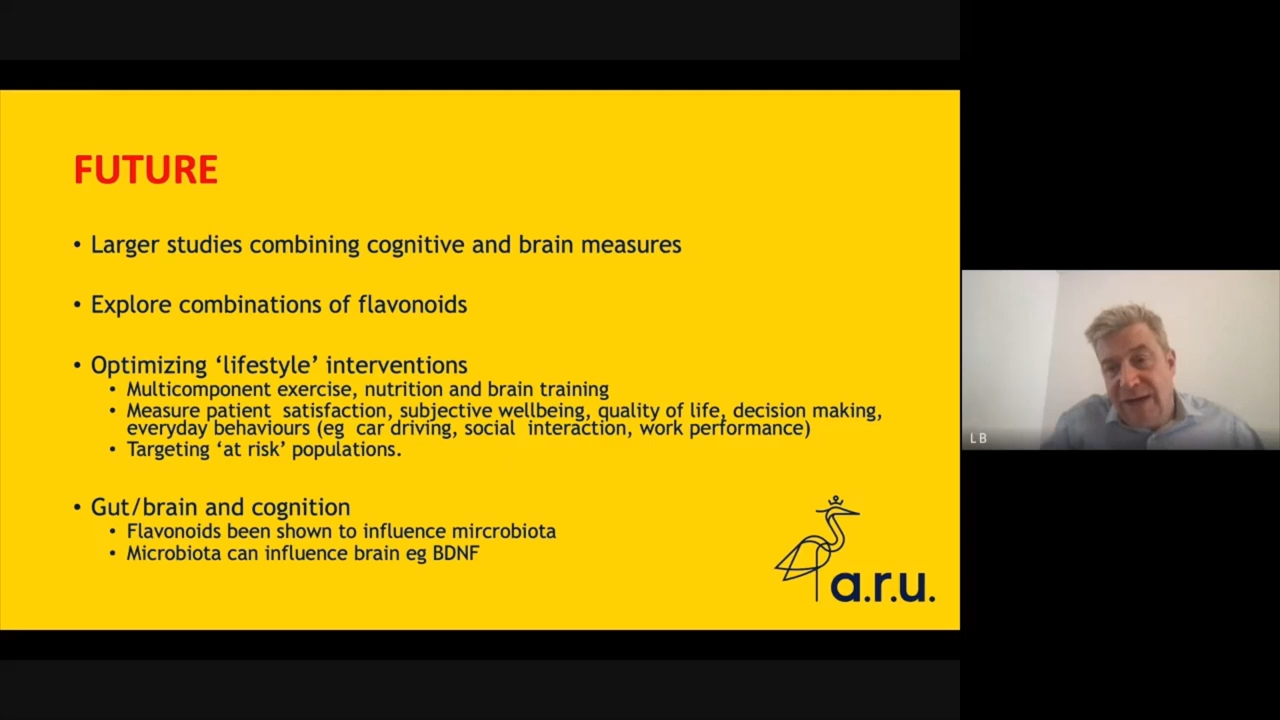 FUTURE
• Larger studies combining cognitive and brain measures
• Explore combinations of flavonoids
• Optimizing ‘lifestyle’ interventions
• Multicomponent exercise, nutrition and brain training
• Measure patient satisfaction, subjective wellbeing, quality of life, decision making,
everyday behaviours (eg car driving, social interaction, work performance)
• Targeting ‘at risk’ populations.
• Gut/brain and cognition
• Flavonoids been shown to influence mircrobiota
• Microbiota can influence brain eg BDNF
a.r.u.
L B